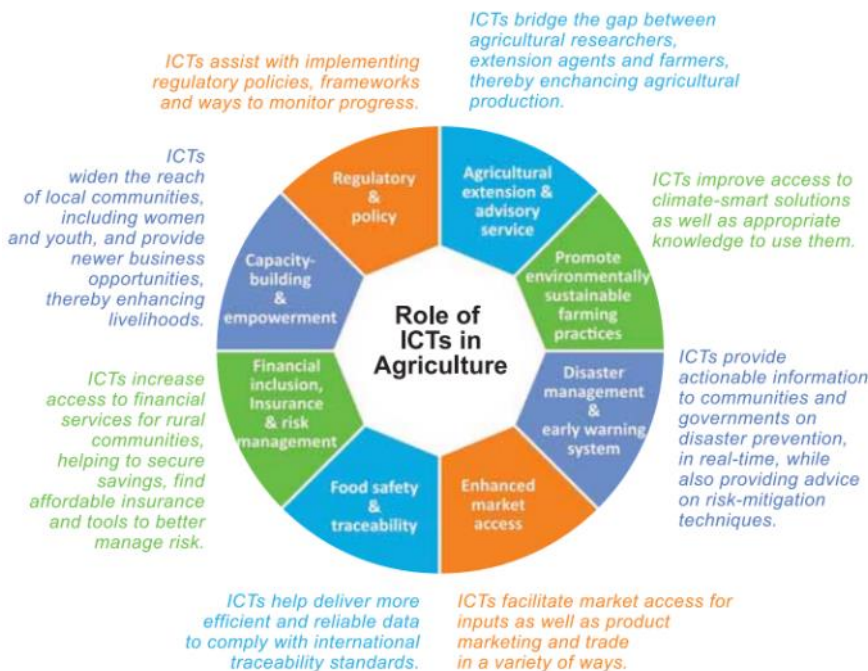 ICTs assist with implementing
regulatory policies, frameworks
and ways to monitor progress.
ICTs bridge the gap between
agricultural researchers,
extension agents and farmers,
thereby enchancing agricultural
production.
ICTs
widen the reach
of local communities,
including women
and youth, and provide
newer business
opportunities,
thereby enhancing
livelihoods.
Regulatory
&
policy
Agricultural
extension &
advisory
service
ICTs improve access to
climate-smart solutions
as well as appropriate
knowledge to use them.
Capacity-
building
&
empowerment
Promote
environmentally
sustainable
farming
practices
Role of
ICTs in
Agriculture
ICTs increase
access to financial
services for rural
communities,
helping to secure
savings, find
affordable insurance
and tools to better
manage risk.
Financial
inclusion,
Insurance
& risk
management
Disaster
management
&
early warning
system
ICTs provide
actionable information
to communities and
governments on
disaster prevention,
in real-time, while
also providing advice
on risk-mitigation
techniques.
Food safety
&
traceability
Enhanced
market
access
ICTs help deliver more
efficient and reliable data
to comply with international
traceability standards.
ICTs facilitate market access for
inputs as well as product
marketing and trade
in a variety of ways.